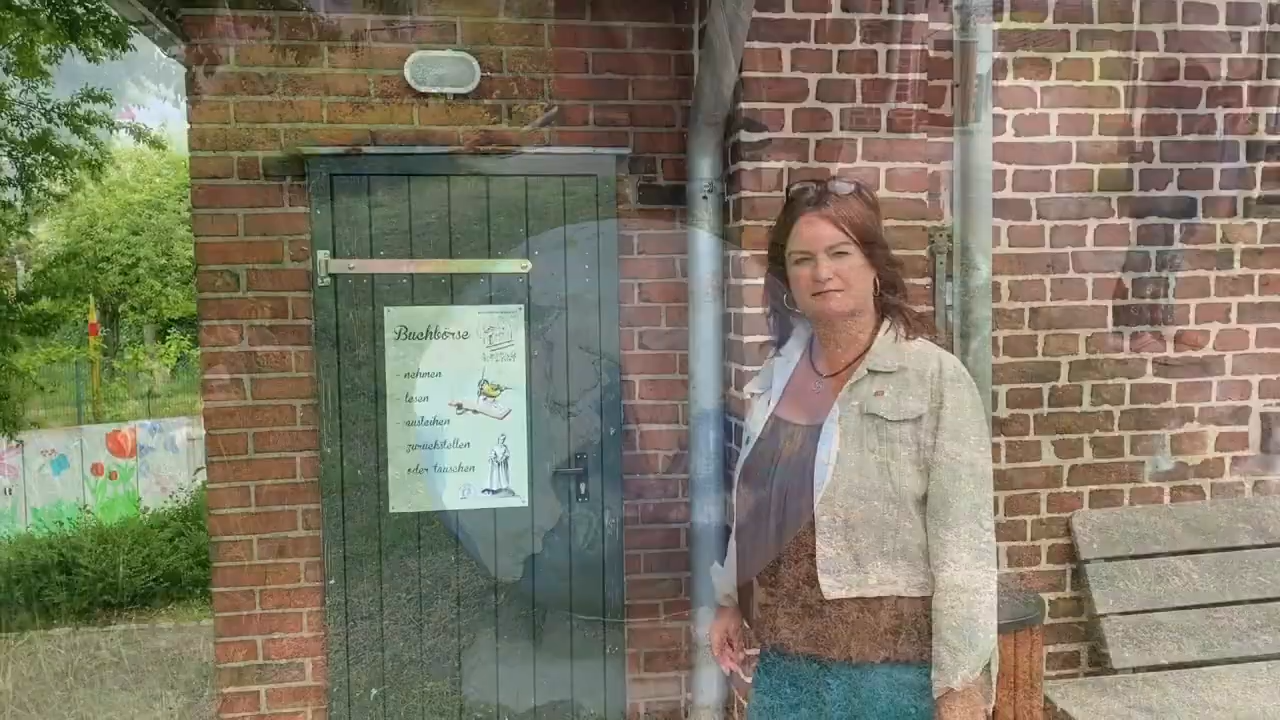 Buchbörse
- nehmen
- lesen
- ausleihen
zurückstellen
oder tauschen